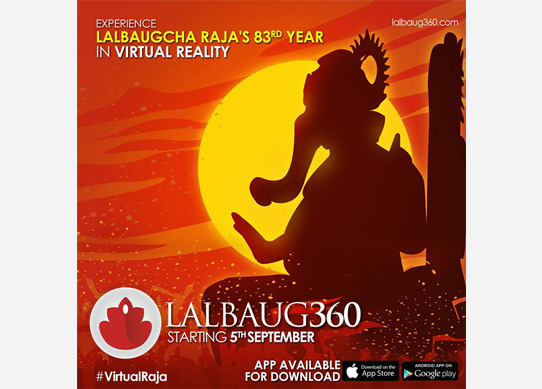 EXPERIENCE
LALBAUGCHA RAJA'S 83RD YEAR
IN VIRTUAL REALITY
lalbaug360.com
LALBAUG360
STARTING 5TH SEPTEMBER
#VirtualRaja
APP AVAILABLE
FOR DOWNLOAD
Download on the
App Store
ANDROID APP ON
Google play